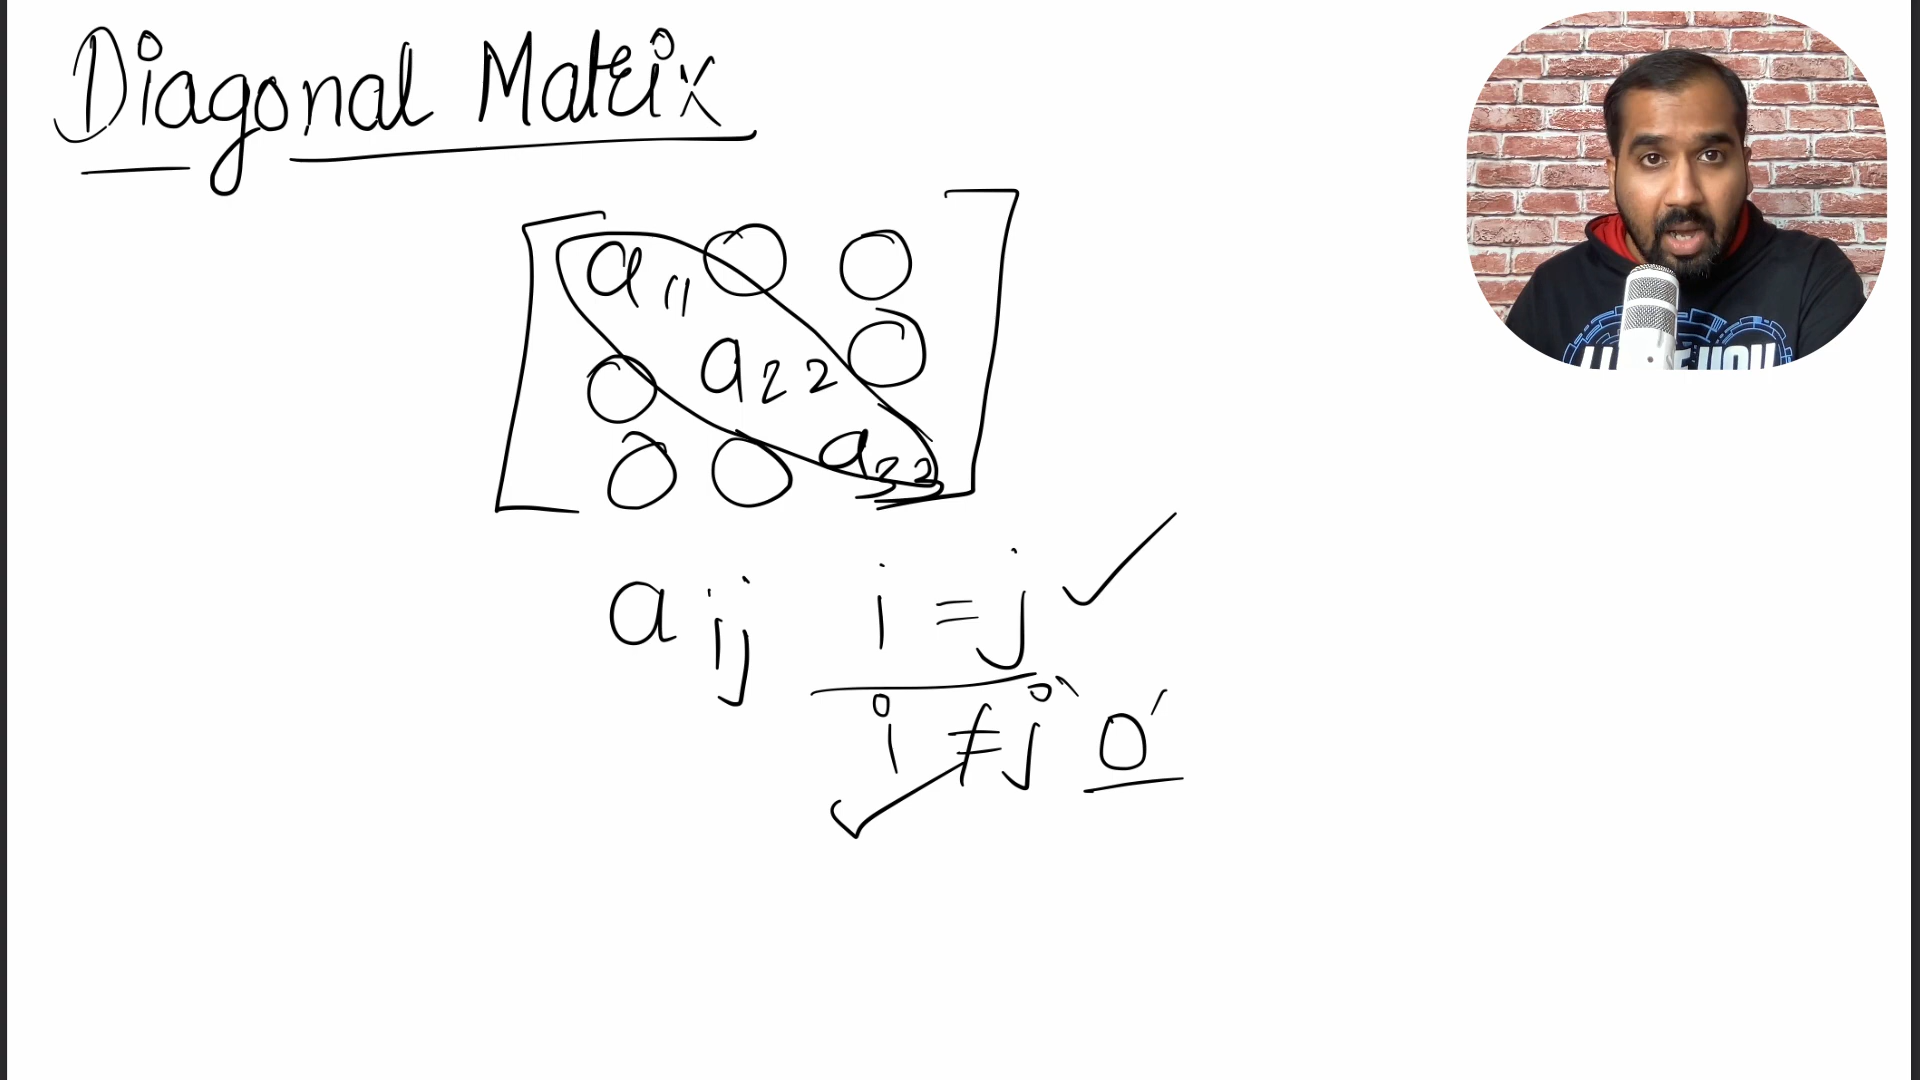 Diagonal Matrix
a11 0 0
0 a22 0
0 0 a33
aij i = j ✓
i ≠ j 0